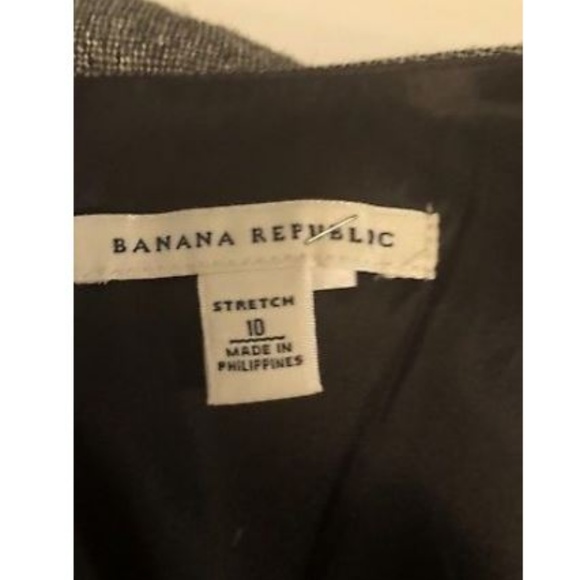 BANANA REPUBLIC
STRETCH
10
MADE IN
PHILIPPINES